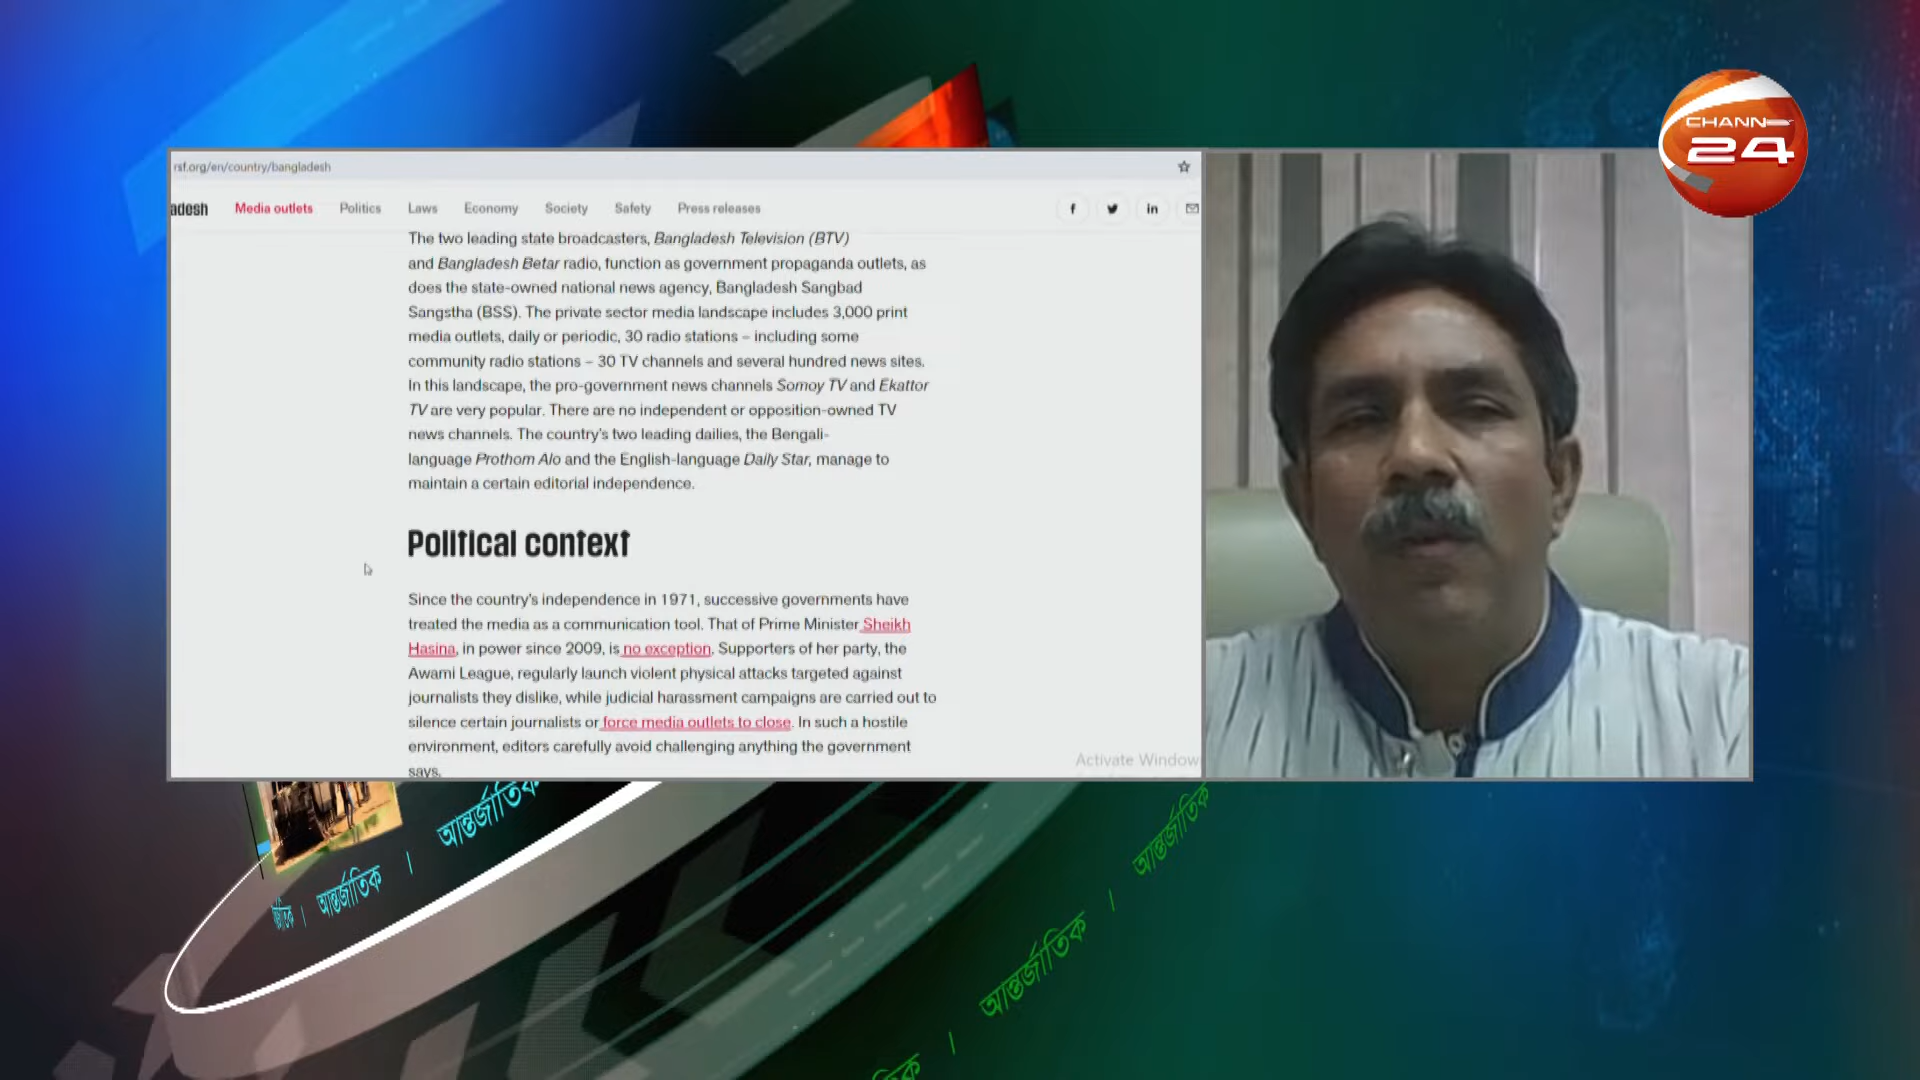 CHANN
24
rsf.org/en/country/bangladesh
adesh Media outlets Politics Laws Economy Society Safety Press releases
The two leading state broadcasters, Bangladesh Television (BTV)
and Bangladesh Betar radio, function as government propaganda outlets, as
does the state-owned national news agency, Bangladesh Sangbad
Sangstha (BSS). The private sector media landscape includes 3,000 print
media outlets, daily or periodic, 30 radio stations – including some
community radio stations – 30 TV channels and several hundred news sites.
In this landscape, the pro-government news channels Somoy TV and Ekattor
TV are very popular. There are no independent or opposition-owned TV
news channels. The country's two leading dailies, the Bengali-
language Prothom Alo and the English-language Daily Star, manage to
maintain a certain editorial independence.
Political context
Since the country's independence in 1971, successive governments have
treated the media as a communication tool. That of Prime Minister Sheikh
Hasina, in power since 2009, is no exception. Supporters of her party, the
Awami League, regularly launch violent physical attacks targeted against
journalists they dislike, while judicial harassment campaigns are carried out to
silence certain journalists or force media outlets to close. In such a hostile
environment, editors carefully avoid challenging anything the government
says.
Activate Window
আন্তর্জাতিক
আন্তর্জাতিক |
আন্তর্জাতিক |
আন্তর্জাতিক |